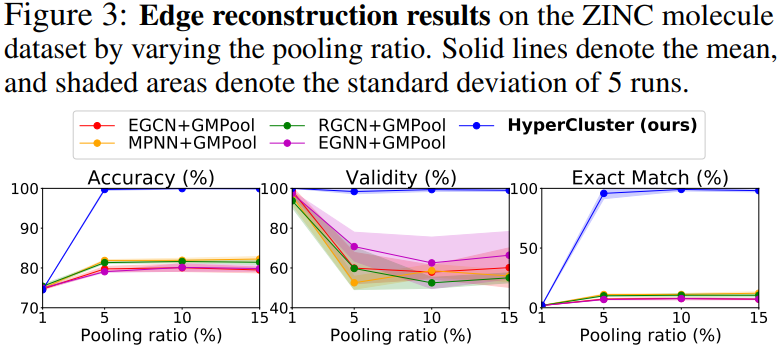 Figure 3: Edge reconstruction results on the ZINC molecule
dataset by varying the pooling ratio. Solid lines denote the mean,
and shaded areas denote the standard deviation of 5 runs.
EGCN+GMPool RGCN+GMPool HyperCluster (ours)
MPNN+GMPool EGNN+GMPool
Accuracy (%) Validity (%) Exact Match (%)
100 100 100
90 80
80 60 50
70 40 0
1 5 10 15 1 5 10 15 1 5 10 15
Pooling ratio (%) Pooling ratio (%) Pooling ratio (%)